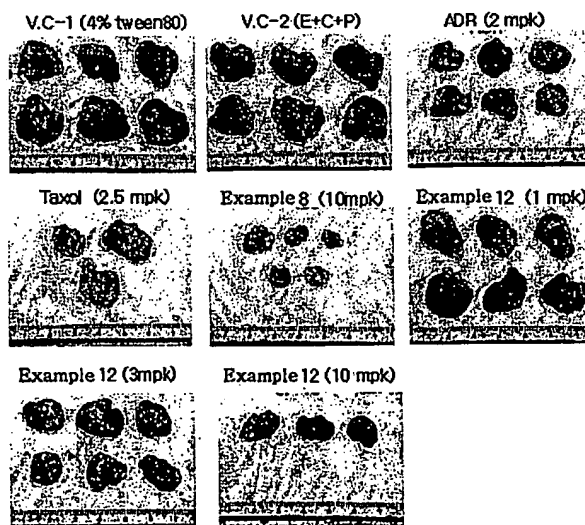 V.C-1 (4% tween80)
V.C-2 (E+C+P)
ADR (2 mpk)
Taxol (2.5 mpk)
Example 8 (10mpk)
Example 12 (1 mpk)
Example 12 (3mpk)
Example 12 (10 mpk)